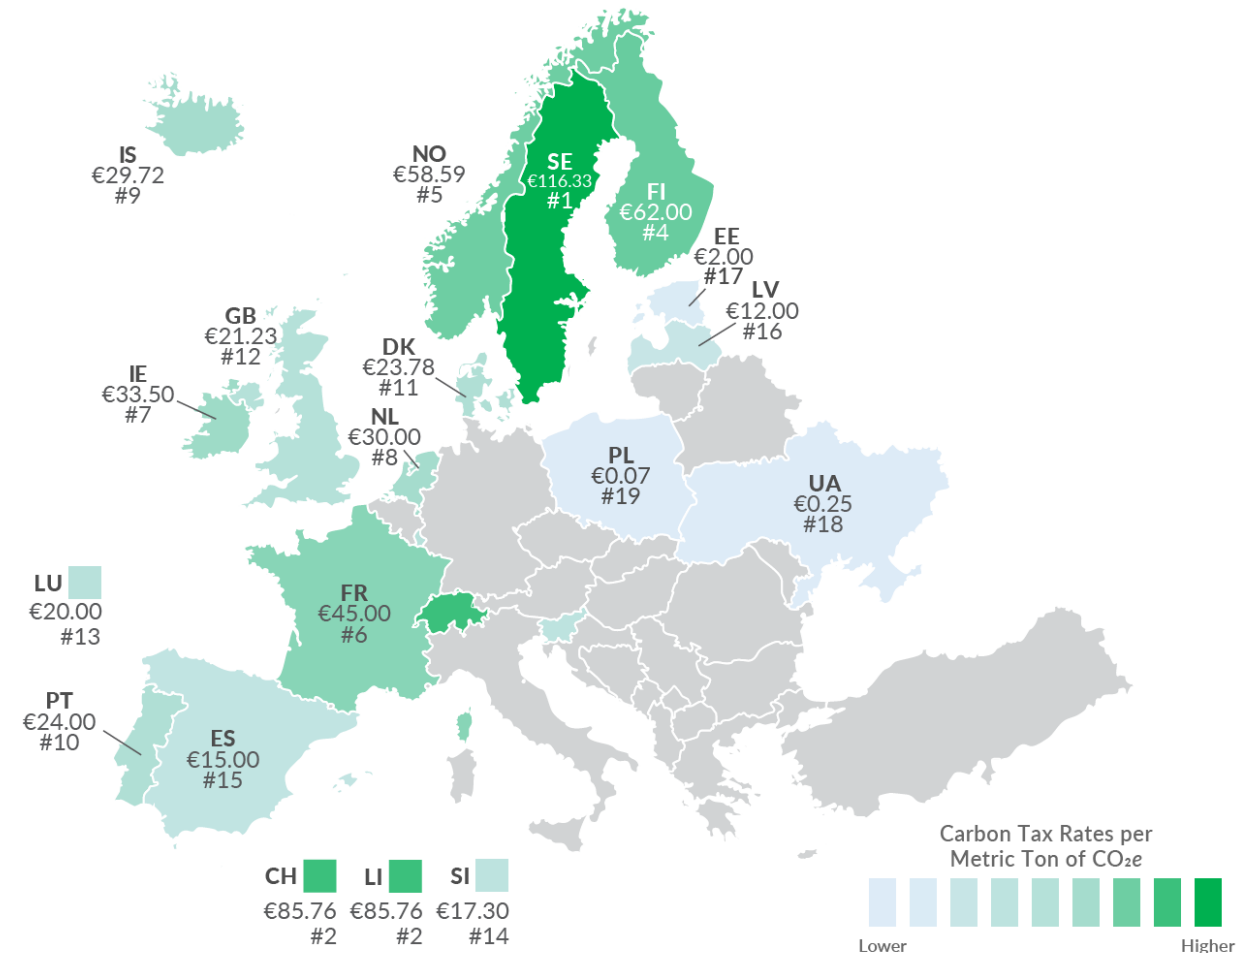 IS
€29.72
#9
NO
€58.59
#5
SE
€116.33
#1
FI
€62.00
#4
EE
€2.00
#17
LV
€12.00
#16
GB
€21.23
#12
DK
€23.78
#11
IE
€33.50
#7
NL
€30.00
#8
PL
€0.07
#19
UA
€0.25
#18
LU
€20.00
#13
FR
€45.00
#6
PT
€24.00
#10
ES
€15.00
#15
CH
€85.76
#2
LI
€85.76
#2
SI
€17.30
#14
Carbon Tax Rates per
Metric Ton of CO₂e
Lower
Higher